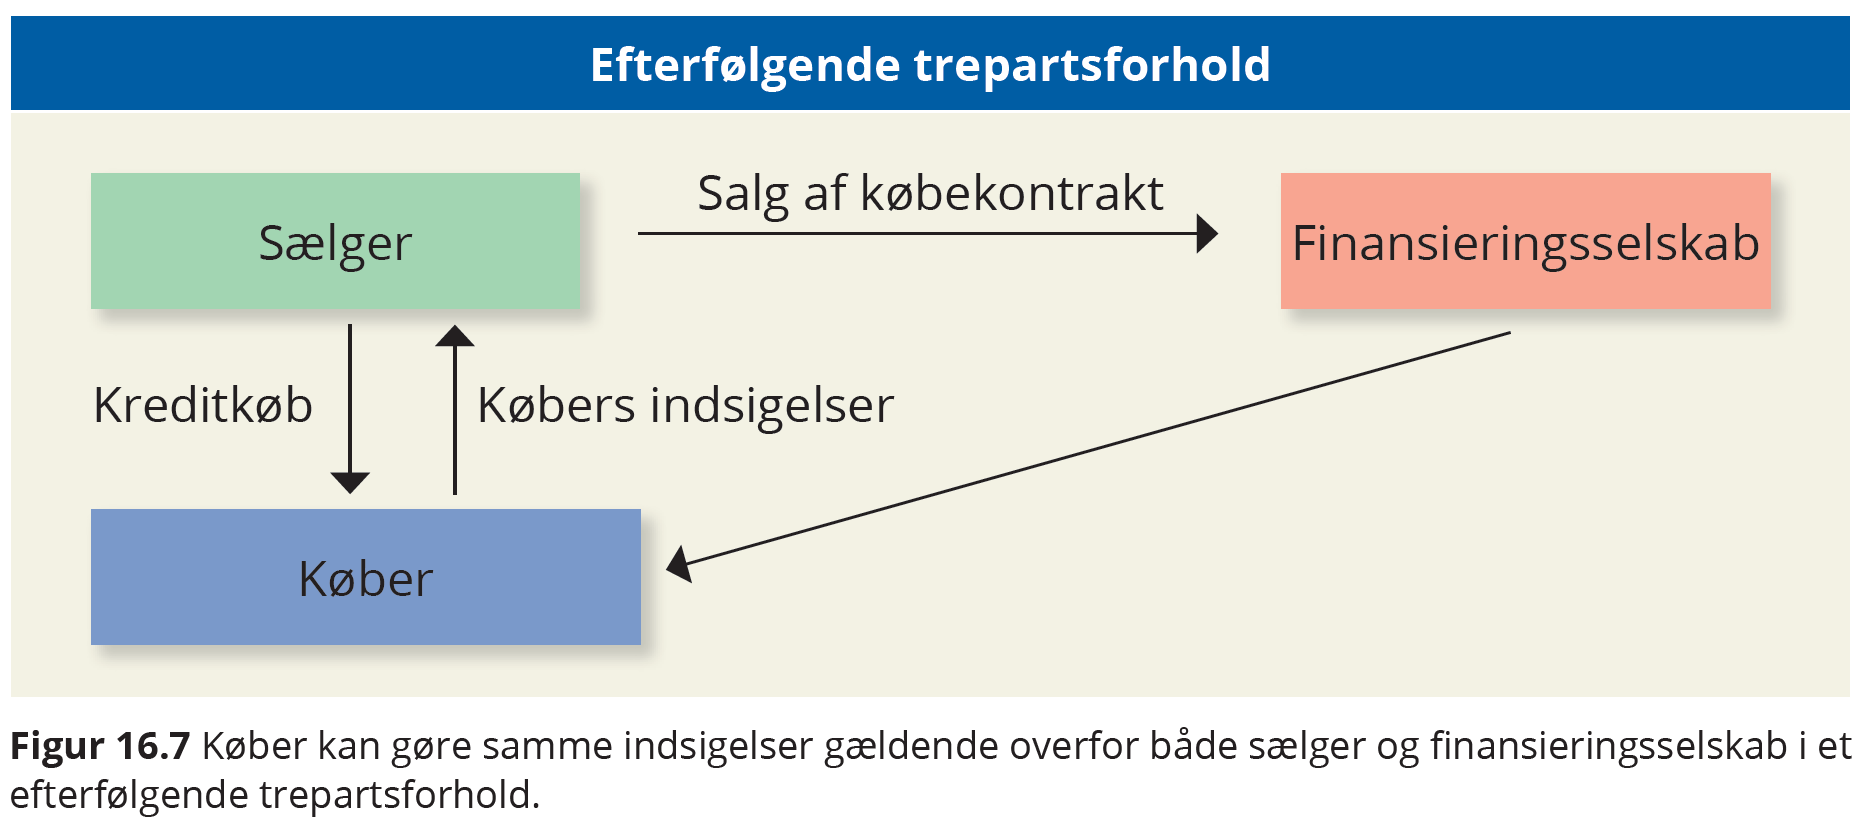 Efterfølgende trepartsforhold
Sælger
Salg af købekontrakt
Finansieringsselskab
Kreditkøb
Købers indsigelser
Køber
Figur 16.7 Køber kan gøre samme indsigelser gældende overfor både sælger og finansieringsselskab i et
efterfølgende trepartsforhold.